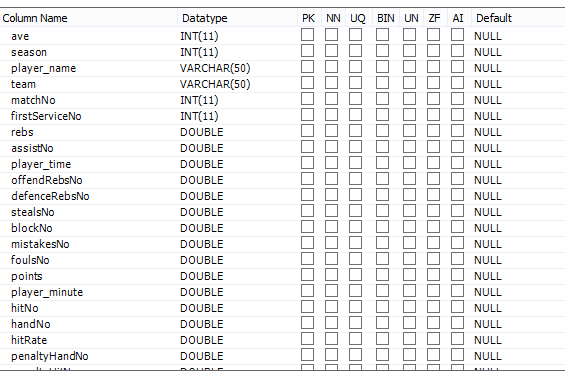 Column Name Datatype PK NN UQ BIN UN ZF AI Default
ave INT(11) NULL
season INT(11) NULL
player_name VARCHAR(50) NULL
team VARCHAR(50) NULL
matchNo INT(11) NULL
firstServiceNo INT(11) NULL
rebs DOUBLE NULL
assistNo DOUBLE NULL
player_time DOUBLE NULL
offendRebsNo DOUBLE NULL
defenceRebsNo DOUBLE NULL
stealsNo DOUBLE NULL
blockNo DOUBLE NULL
mistakesNo DOUBLE NULL
foulsNo DOUBLE NULL
points DOUBLE NULL
player_minute DOUBLE NULL
hitNo DOUBLE NULL
handNo DOUBLE NULL
hitRate DOUBLE NULL
penaltyHandNo DOUBLE NULL